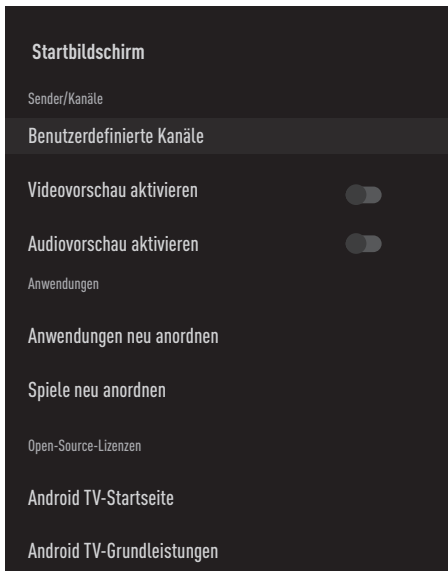 Startbildschirm
Sender/Kanäle
Benutzerdefinierte Kanäle
Videovorschau aktivieren
Audiovorschau aktivieren
Anwendungen
Anwendungen neu anordnen
Spiele neu anordnen
Open-Source-Lizenzen
Android TV-Startseite
Android TV-Grundleistungen